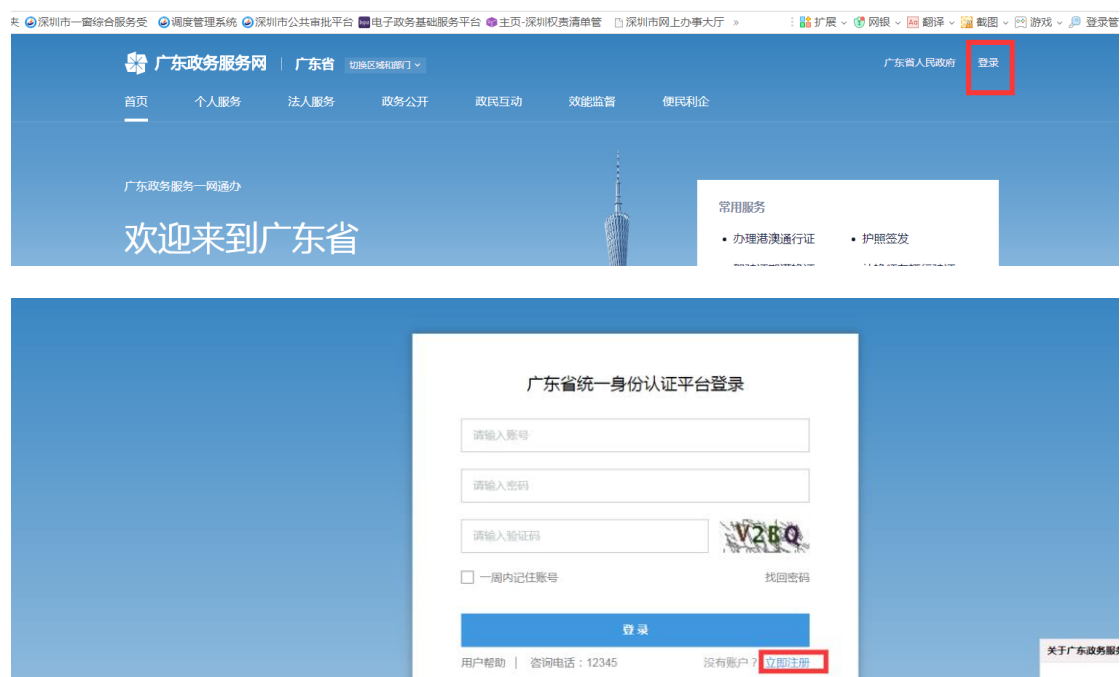 深圳市一窗综合服务受 调度管理系统 深圳市公共审批平台 电子政务基础服务平台 主页-深圳权责清单管 深圳市网上办事大厅 » 扩展 网银 翻译 截图 游戏 登录管
广东政务服务网 | 广东省 切换区域和部门 广东省人民政府 登录
首页 个人服务 法人服务 政务公开 政民互动 效能监督 便民利企
广东政务服务一网通办
欢迎来到广东省
常用服务
• 办理港澳通行证 • 护照签发
广东省统一身份认证平台登录
请输入账号
请输入密码
请输入验证码 V2BQ
一周内记住账号 找回密码
登录
用户帮助 | 咨询电话：12345 没有账户？ 立即注册
关于广东政务服务